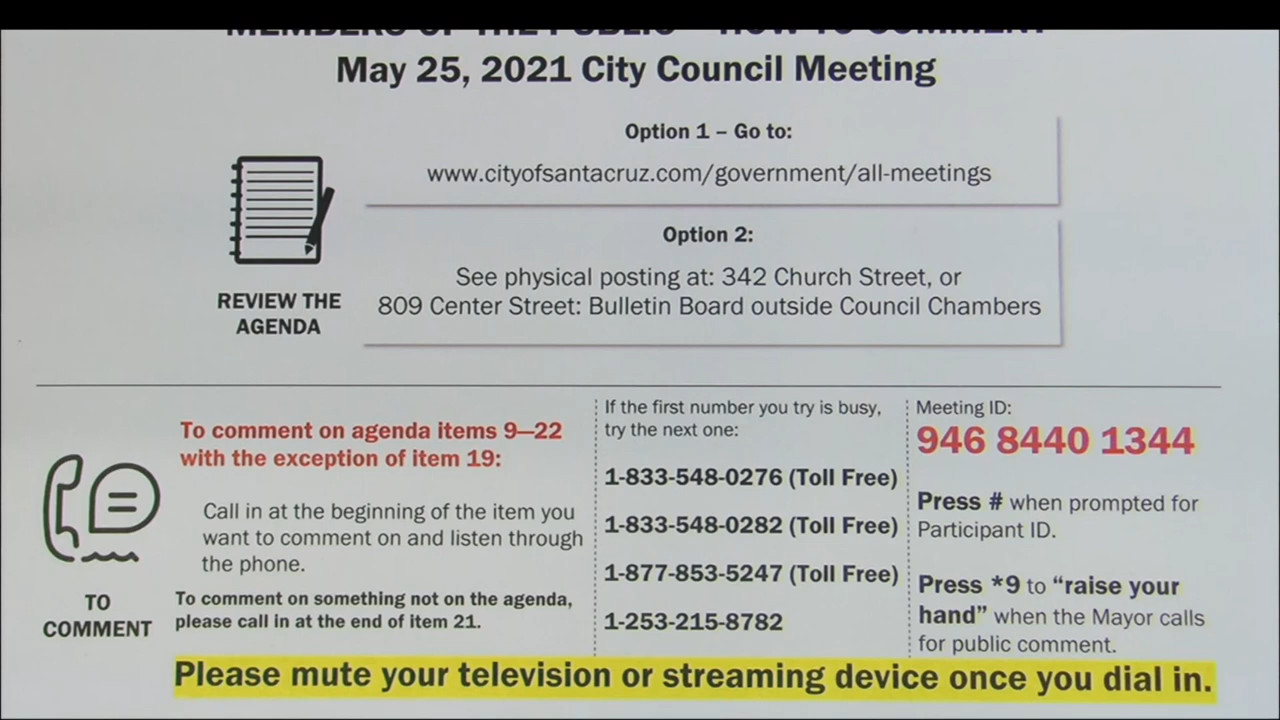 MEMBERS OF THE PUBLIC - HOW TO COMMENT
May 25, 2021 City Council Meeting
Option 1 – Go to:
www.cityofsantacruz.com/government/all-meetings
Option 2:
See physical posting at: 342 Church Street, or
809 Center Street: Bulletin Board outside Council Chambers
REVIEW THE
AGENDA
To comment on agenda items 9—22
with the exception of item 19:
Call in at the beginning of the item you
want to comment on and listen through
the phone.
To comment on something not on the agenda,
please call in at the end of item 21.
TO
COMMENT
If the first number you try is busy,
try the next one:
1-833-548-0276 (Toll Free)
1-833-548-0282 (Toll Free)
1-877-853-5247 (Toll Free)
1-253-215-8782
Meeting ID:
946 8440 1344
Press # when prompted for
Participant ID.
Press *9 to “raise your
hand” when the Mayor calls
for public comment.
Please mute your television or streaming device once you dial in.